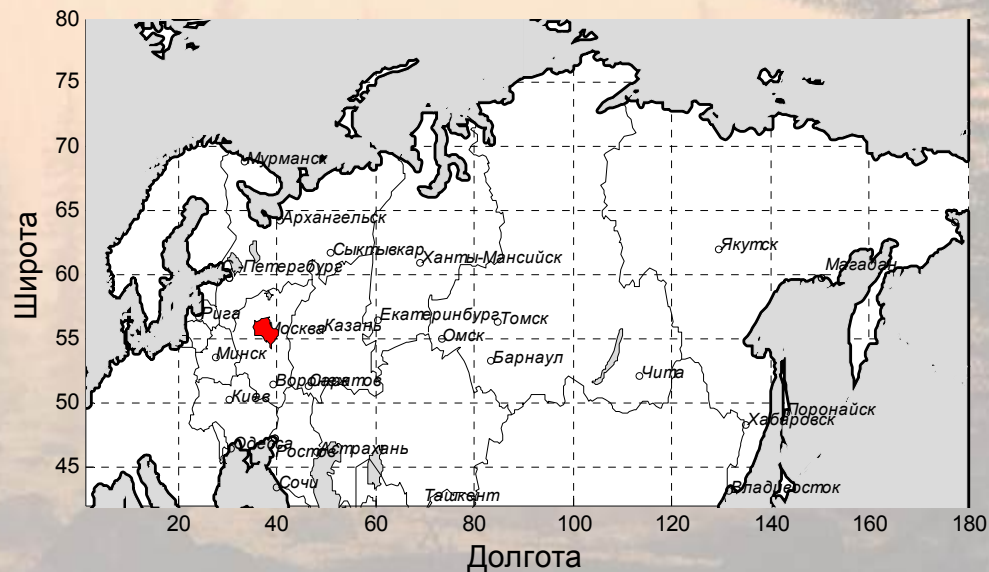 80
75
70
65
60
55
50
45
Широта
Мурманск
Архангельск
Сыктывкар
Ханты-Мансийск
Якутск
Магадан
Петербург
Рига
Москва
Казань
Екатеринбург
Томск
Омск
Минск
Барнаул
Чита
Воронеж
Саратов
Киев
Поронайск
Хабаровск
Одесса
Ростов
Астрахань
Сочи
Ташкент
Владивосток
20 40 60 80 100 120 140 160 180
Долгота